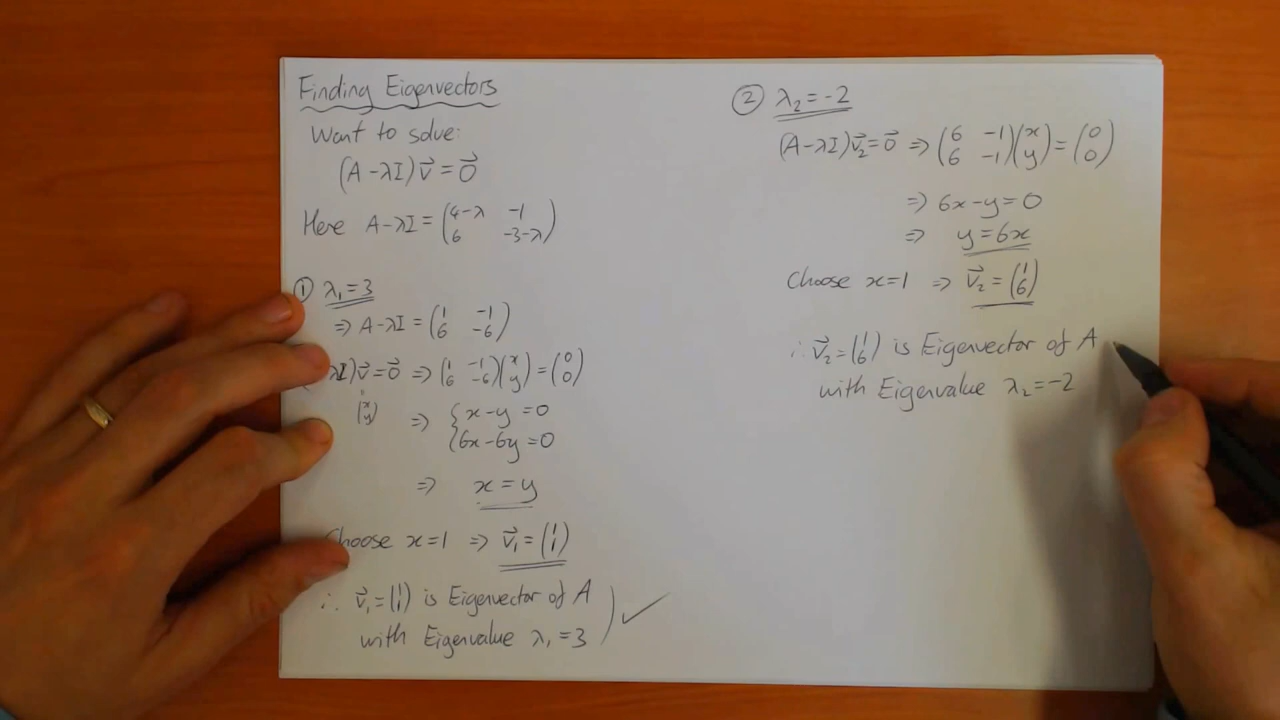 Finding Eigenvectors
Want to solve:
(A-λI)v⃗ = 0⃗
Here A-λI = (4-λ -1
6 -3-λ)
① λ₁=3
⇒ A-λI = (1 -1
6 -6)
λI)v⃗ = 0⃗ ⇒ (1 -1
6 -6)(x
y) = (0
0)
(x
y)
⇒ {x-y = 0
6x-6y = 0
⇒ x = y
Choose x=1 ⇒ v⃗₁ = (1
1)
∴ v⃗₁ = (1
1) is Eigenvector of A
with Eigenvalue λ₁ = 3 ) ✓
② λ₂ = -2
(A-λI)v⃗₂ = 0⃗ ⇒ (6 -1
6 -1)(x
y) = (0
0)
⇒ 6x-y = 0
⇒ y = 6x
Choose x=1 ⇒ v⃗₂ = (1
6)
∴ v⃗₂ = (1
6) is Eigenvector of A
with Eigenvalue λ₂ = -2